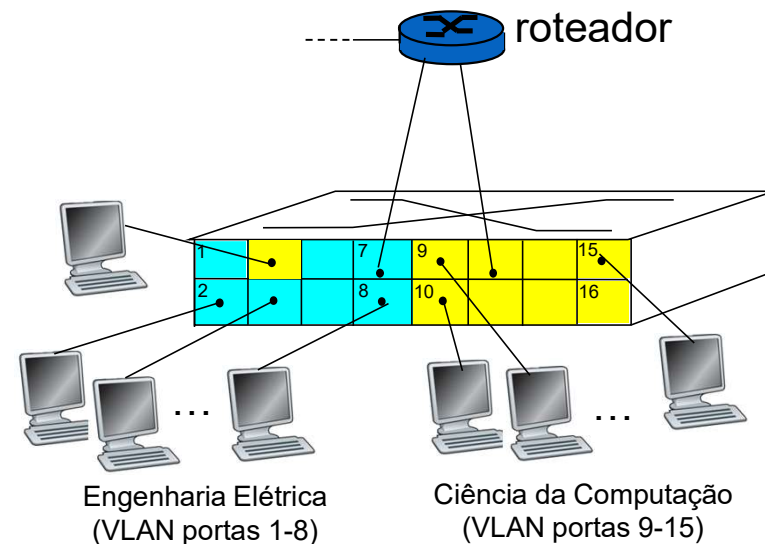 roteador
1 7 9 15
2 8 10 16
... ...
Engenharia Elétrica
(VLAN portas 1-8)
Ciência da Computação
(VLAN portas 9-15)